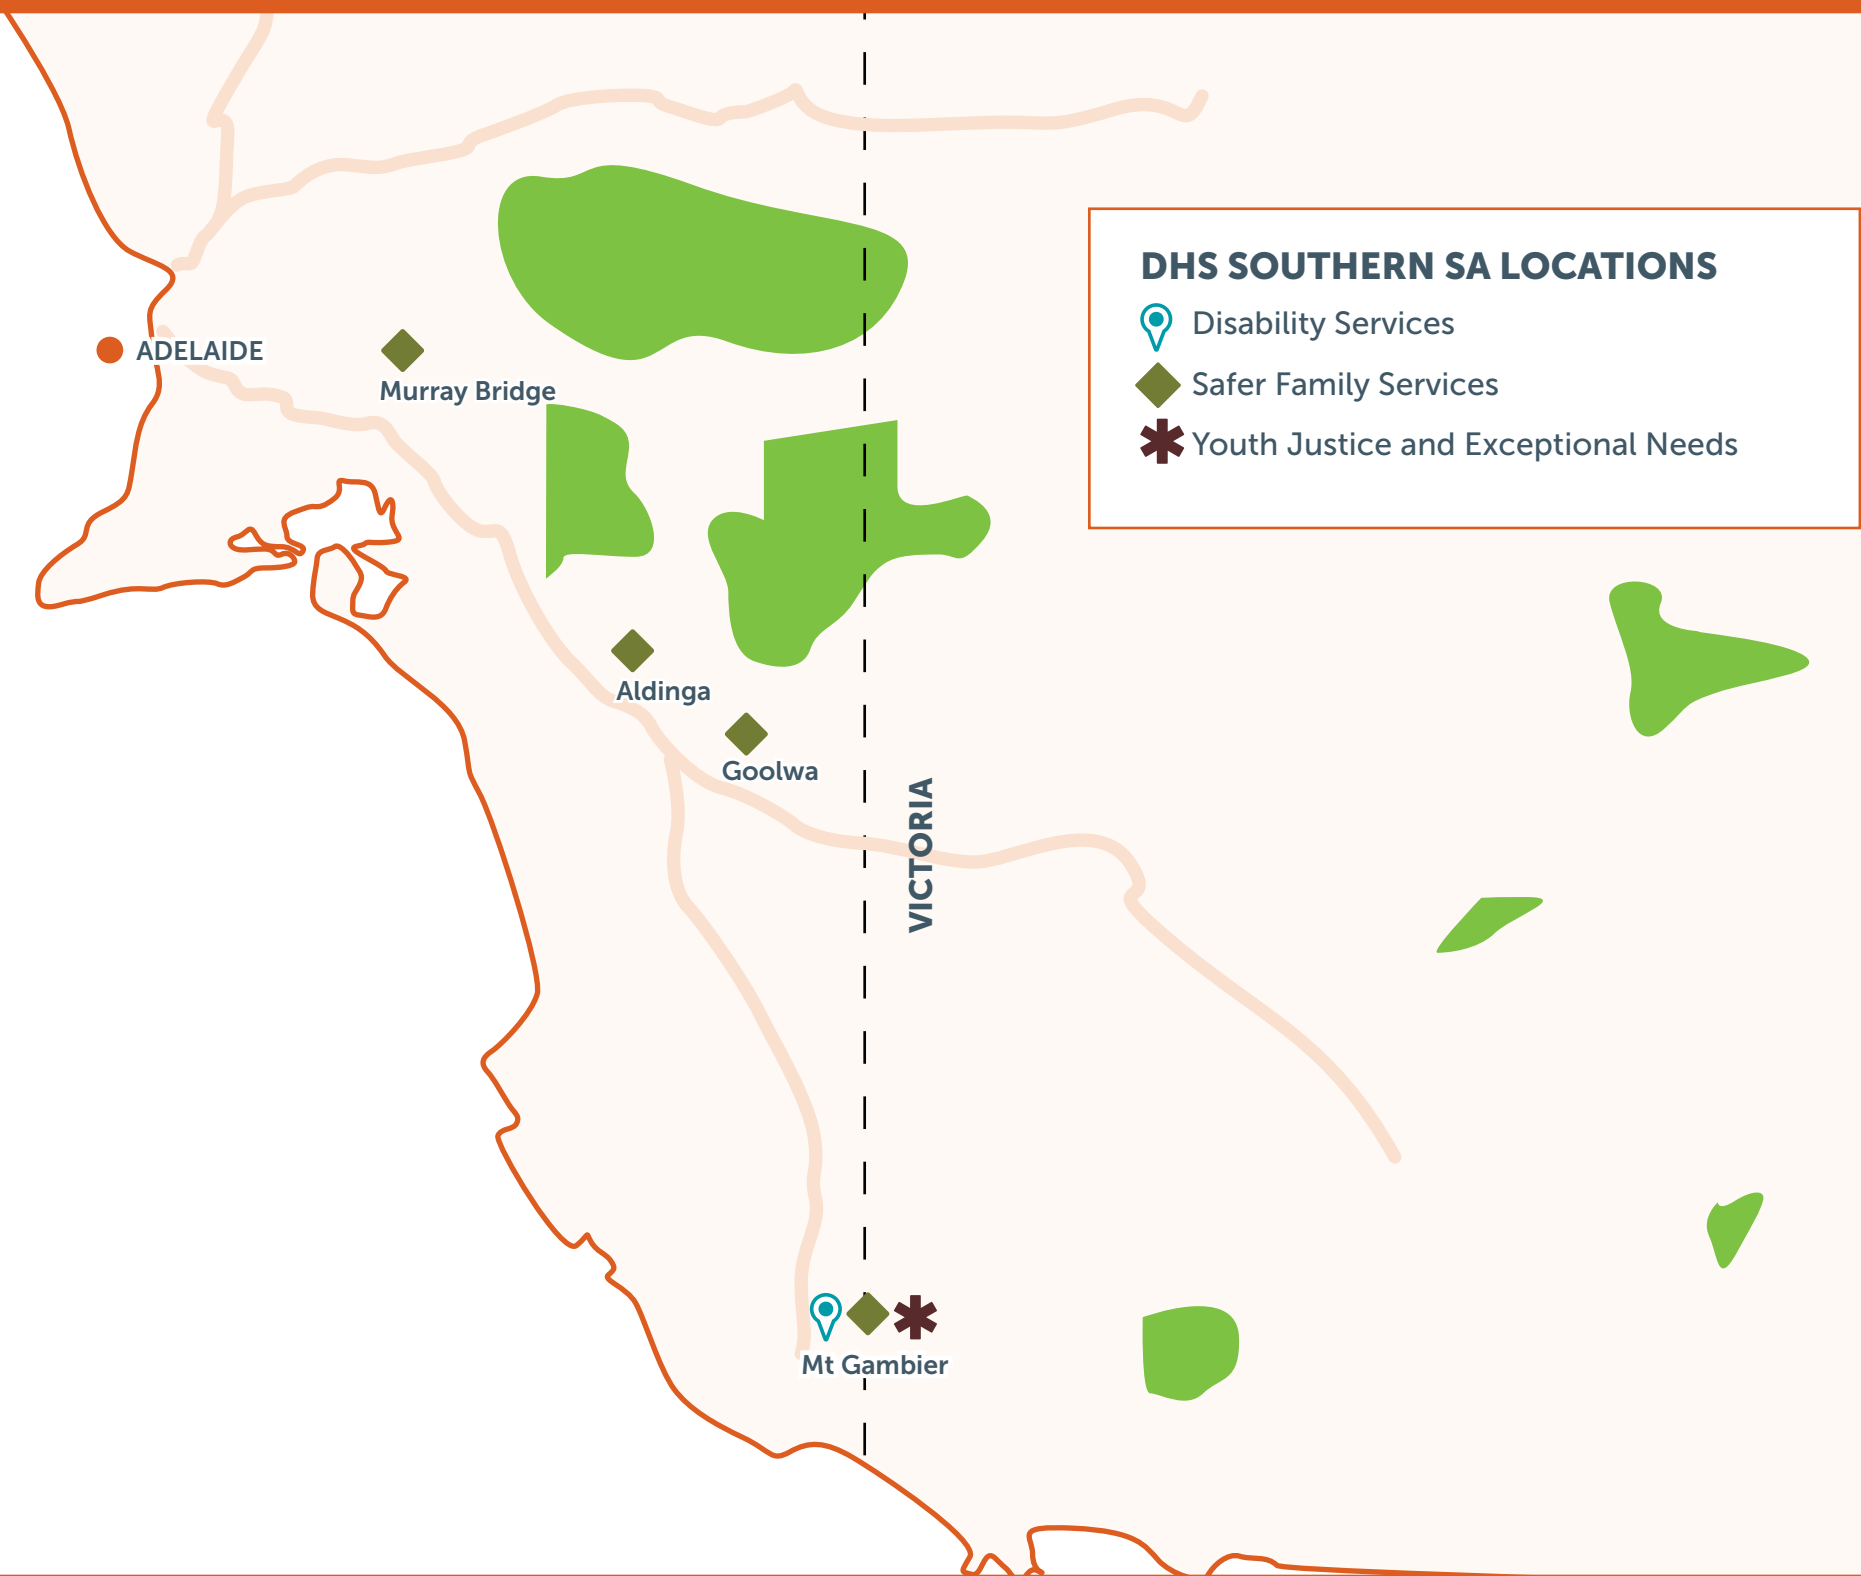 DHS SOUTHERN SA LOCATIONS
Disability Services
Safer Family Services
Youth Justice and Exceptional Needs
ADELAIDE
Murray Bridge
Aldinga
Goolwa
VICTORIA
Mt Gambier